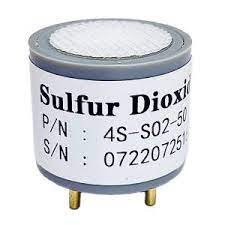 Sulfur Dioxid
P/N : 4S-SO2-50
S/N : 072207251